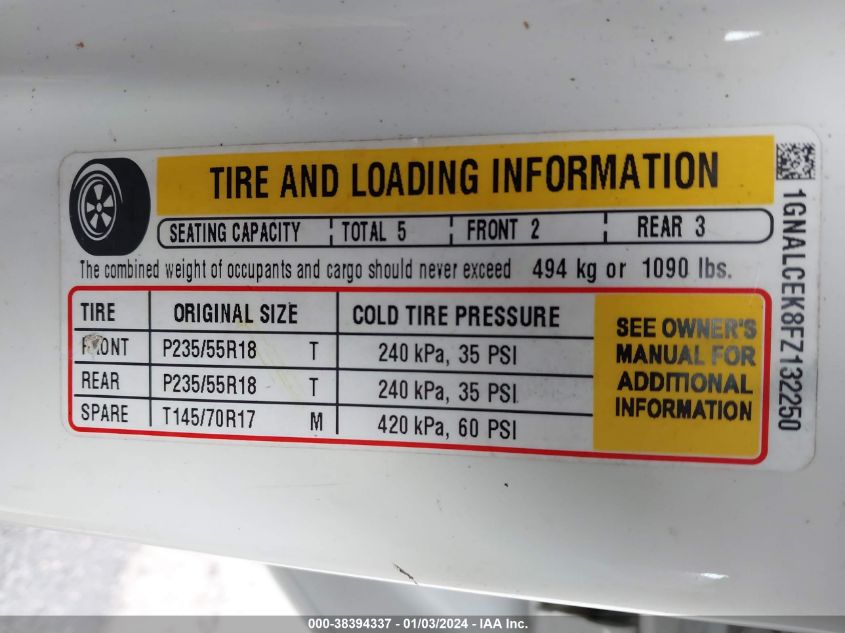 TIRE AND LOADING INFORMATION
SEATING CAPACITY TOTAL 5 FRONT 2 REAR 3
The combined weight of occupants and cargo should never exceed 494 kg or 1090 lbs.
TIRE ORIGINAL SIZE COLD TIRE PRESSURE
FRONT P235/55R18 T 240 kPa, 35 PSI
REAR P235/55R18 T 240 kPa, 35 PSI
SPARE T145/70R17 M 420 kPa, 60 PSI
SEE OWNER'S
MANUAL FOR
ADDITIONAL
INFORMATION
1GNALCEK8FZ132250
000-38394337 - 01/03/2024 - IAA Inc.